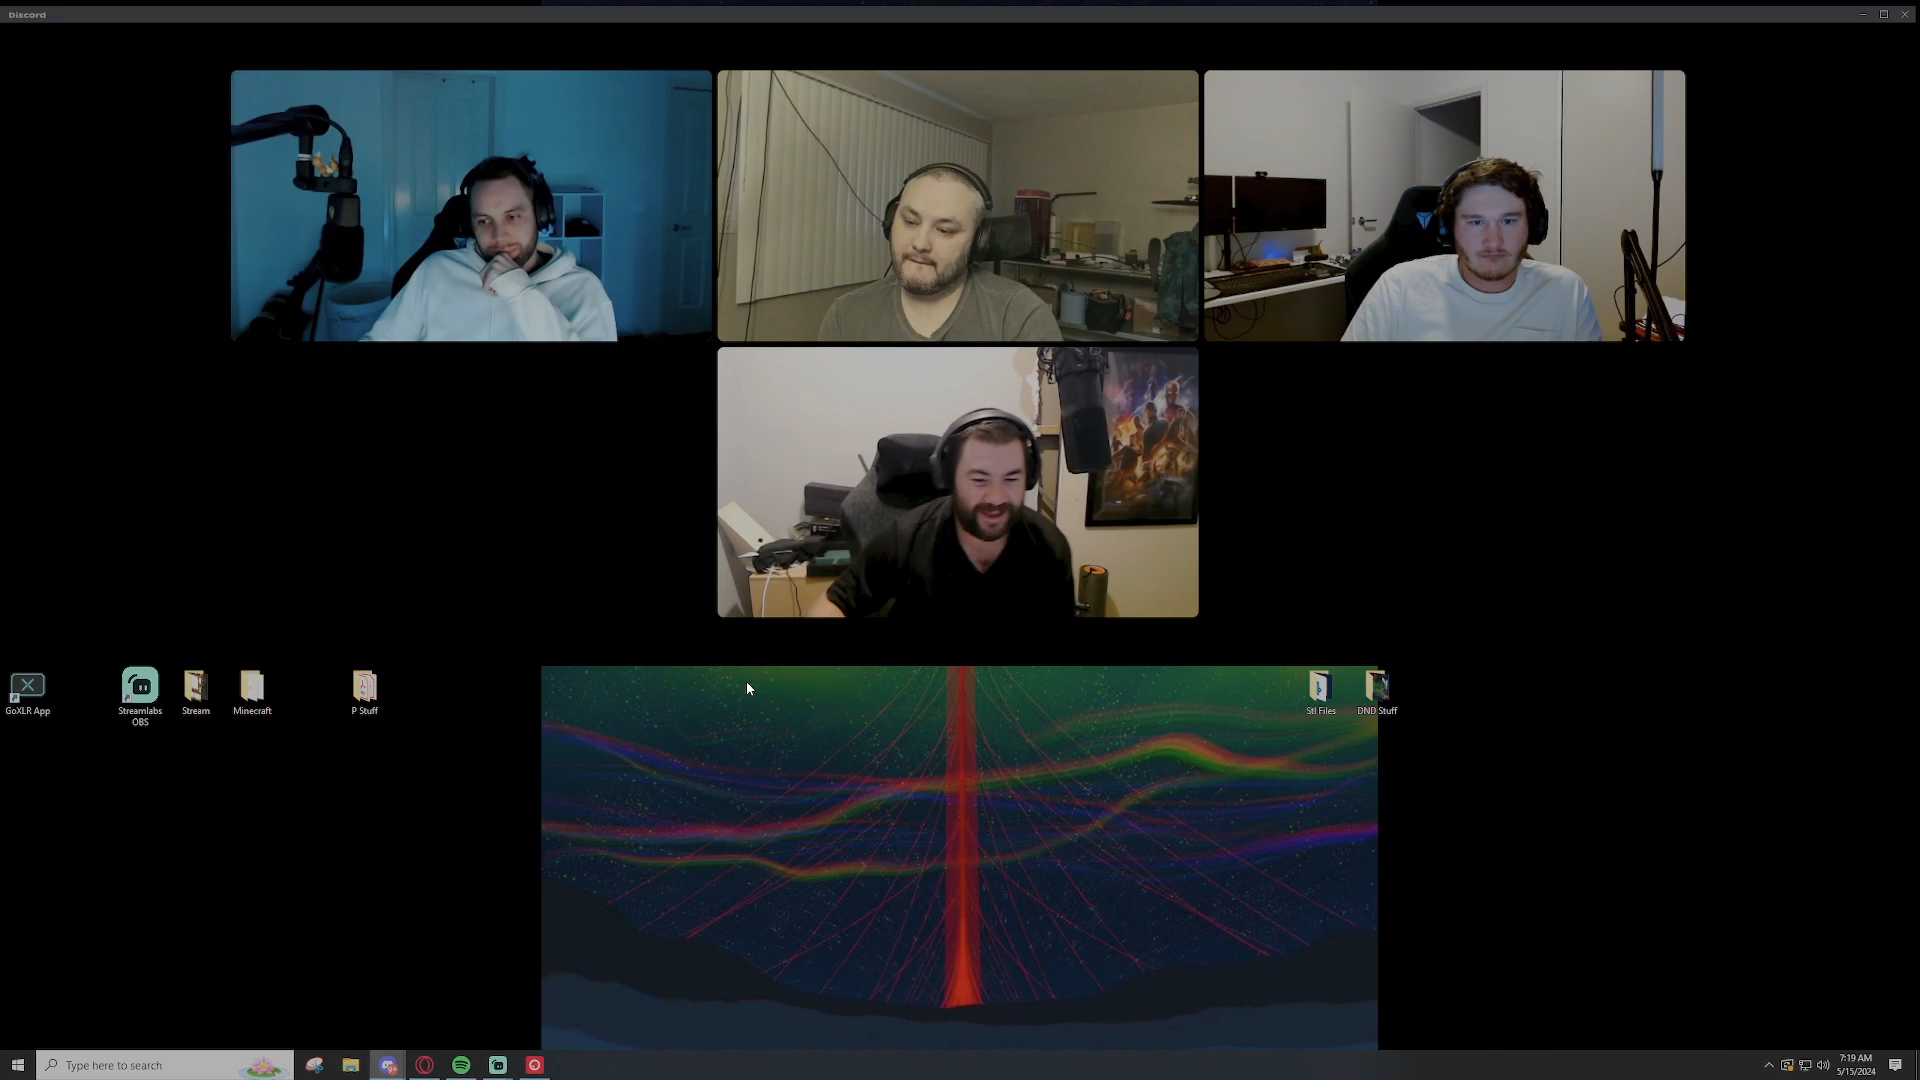 Discord
GoXLR App
Streamlabs
OBS
Stream
Minecraft
P Stuff
Stl Files
DND Stuff
Type here to search
7:19 AM
5/15/2024